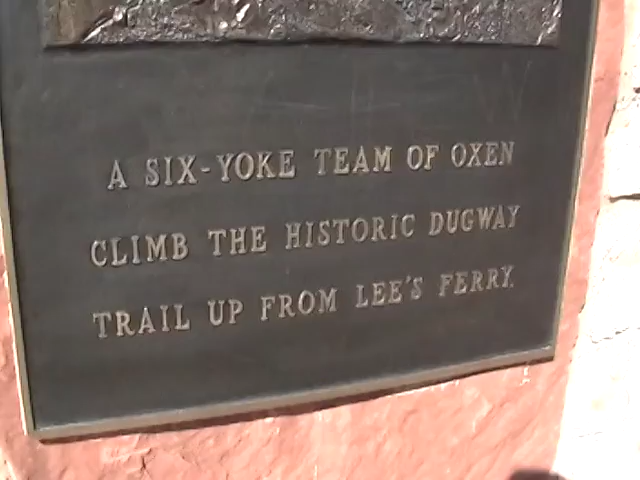 A SIX-YOKE TEAM OF OXEN
CLIMB THE HISTORIC DUGWAY
TRAIL UP FROM LEE'S FERRY.